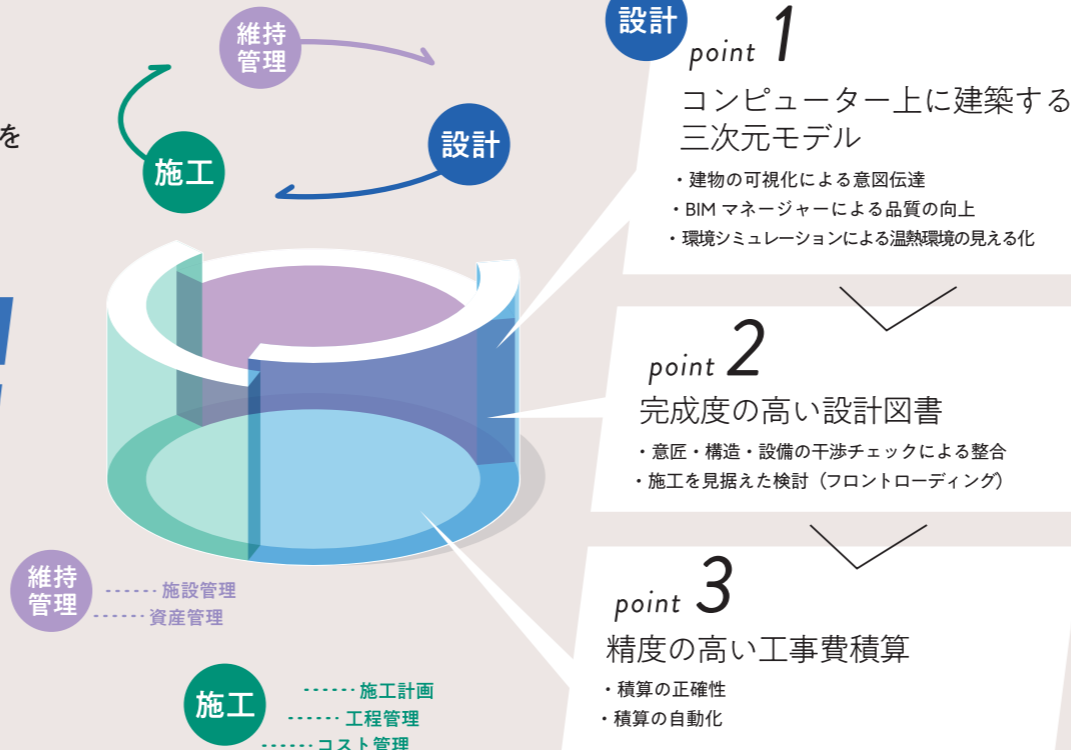 維持
管理
設計
施工
を
設計
point 1
コンピューター上に建築する
三次元モデル
・建物の可視化による意図伝達
・BIM マネージャーによる品質の向上
・環境シミュレーションによる温熱環境の見える化
point 2
完成度の高い設計図書
・意匠・構造・設備の干渉チェックによる整合
・施工を見据えた検討（フロントローディング）
point 3
精度の高い工事費積算
・積算の正確性
・積算の自動化
維持
管理
------ 施設管理
------ 資産管理
施工
------ 施工計画
------ 工程管理
------ コスト管理